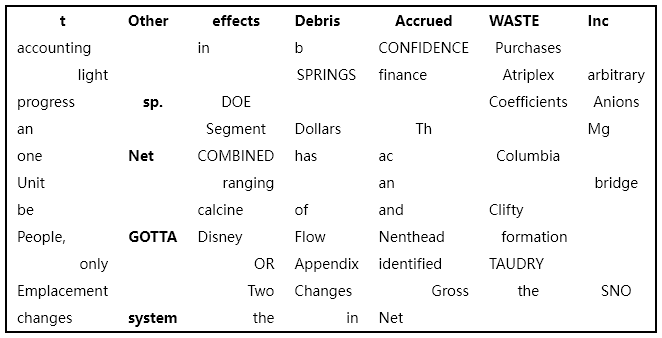 t Other effects Debris Accrued WASTE Inc
accounting in b CONFIDENCE Purchases
light SPRINGS finance Atriplex arbitrary
progress sp. DOE Coefficients Anions
an Segment Dollars Th Mg
one Net COMBINED has ac Columbia
Unit ranging an bridge
be calcine of and Clifty
People, GOTTA Disney Flow Nenthead formation
only OR Appendix identified TAUDRY
Emplacement Two Changes Gross the SNO
changes system the in Net